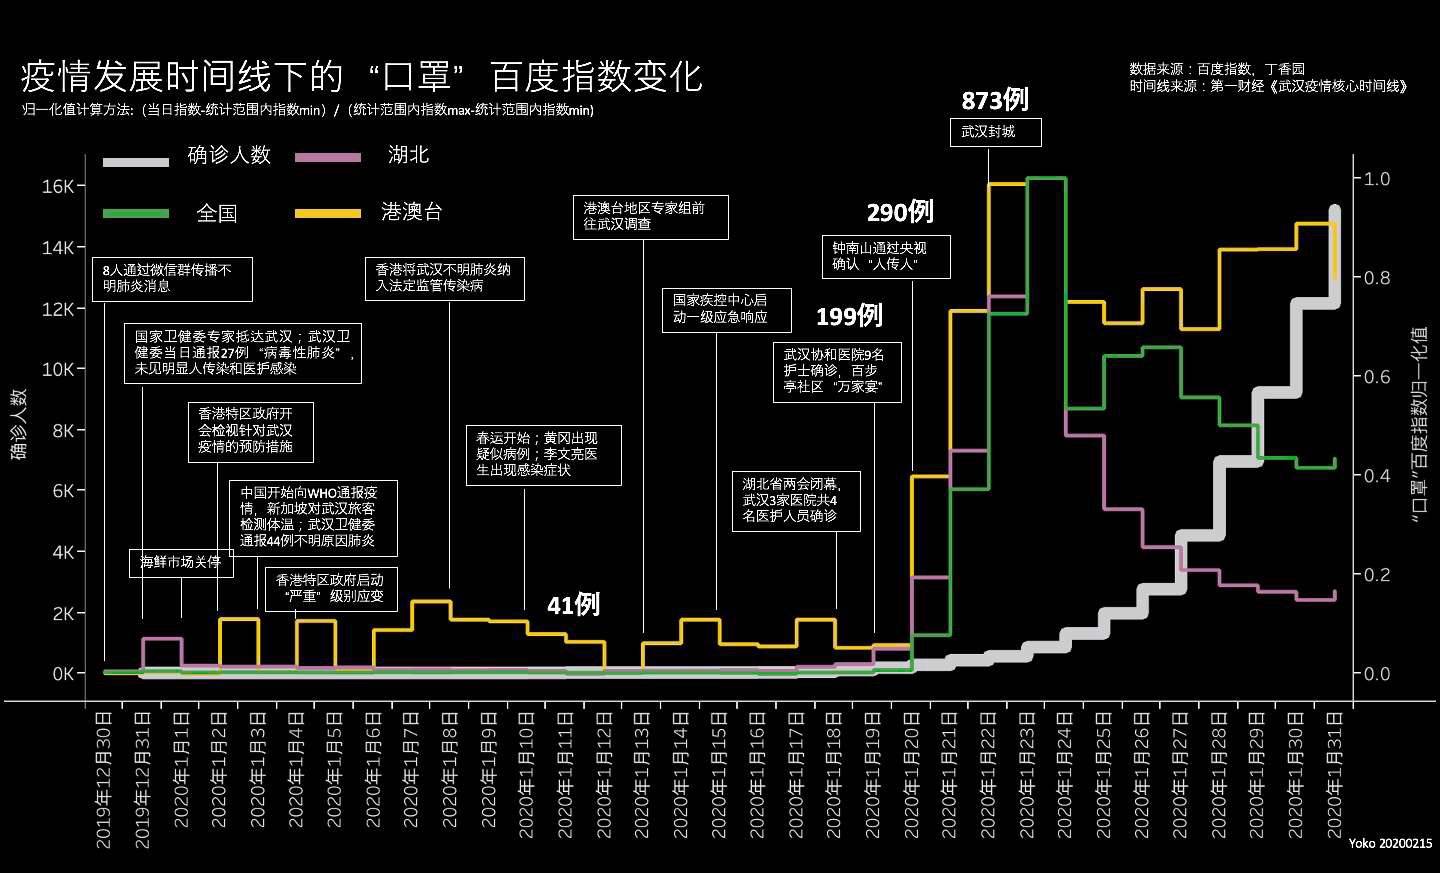 疫情发展时间线下的 “口罩” 百度指数变化
归一化值计算方法:（当日指数-统计范围内指数min）/（统计范围内指数max-统计范围内指数min）
数据来源：百度指数，丁香园
时间线来源：第一财经《武汉疫情核心时间线》
确诊人数
湖北
全国
港澳台
873例
武汉封城
290例
钟南山通过央视
确认 “人传人”
199例
武汉协和医院9名
护士确诊，百步
亭社区 “万家宴”
港澳台地区专家组前
往武汉调查
国家疾控中心启
动一级应急响应
湖北省两会闭幕，
武汉3家医院共4
名医护人员确诊
8人通过微信群传播不
明肺炎消息
国家卫健委专家抵达武汉；武汉卫
健委当日通报27例 “病毒性肺炎”，
未见明显人传染和医护感染
香港特区政府开
会检视针对武汉
疫情的预防措施
中国开始向WHO通报疫
情，新加坡对武汉旅客
检测体温；武汉卫健委
通报44例不明原因肺炎
海鲜市场关停
香港特区政府启动
“严重” 级别应变
香港将武汉不明肺炎纳
入法定监管传染病
春运开始；黄冈出现
疑似病例；李文亮医
生出现感染症状
41例
确诊人数
16K
14K
12K
10K
8K
6K
4K
2K
0K
1.0
0.8
0.6
0.4
0.2
0.0
“口罩”百度指数归一化值
2019年12月30日
2019年12月31日
2020年1月1日
2020年1月2日
2020年1月3日
2020年1月4日
2020年1月5日
2020年1月6日
2020年1月7日
2020年1月8日
2020年1月9日
2020年1月10日
2020年1月11日
2020年1月12日
2020年1月13日
2020年1月14日
2020年1月15日
2020年1月16日
2020年1月17日
2020年1月18日
2020年1月19日
2020年1月20日
2020年1月21日
2020年1月22日
2020年1月23日
2020年1月24日
2020年1月25日
2020年1月26日
2020年1月27日
2020年1月28日
2020年1月29日
2020年1月30日
2020年1月31日
Yoko 20200215